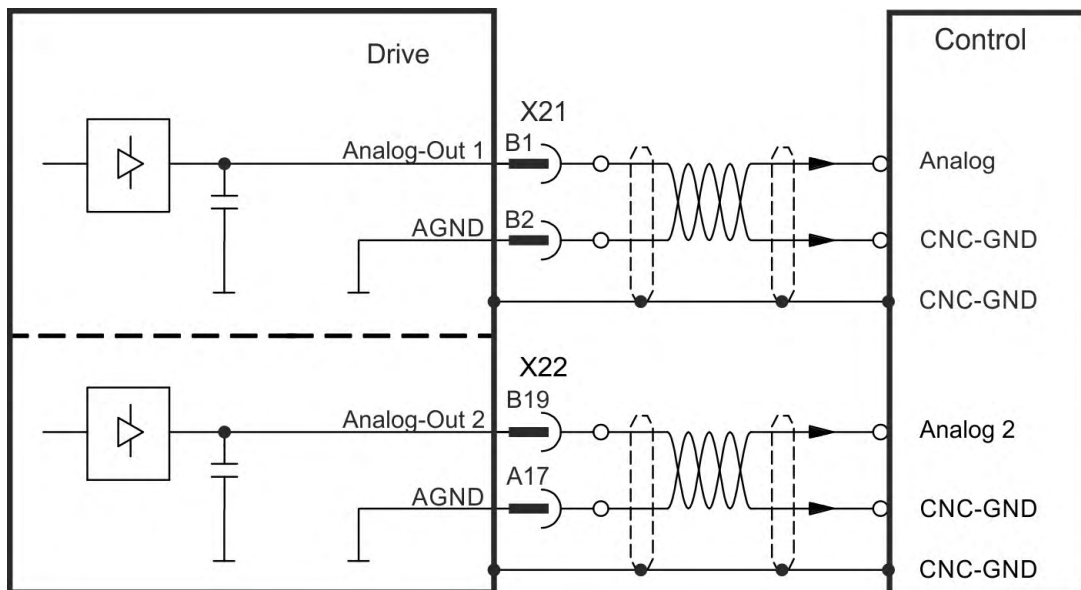 Drive
Control
X21
Analog-Out 1
B1
Analog
AGND
B2
CNC-GND
CNC-GND
X22
Analog-Out 2
B19
Analog 2
AGND
A17
CNC-GND
CNC-GND